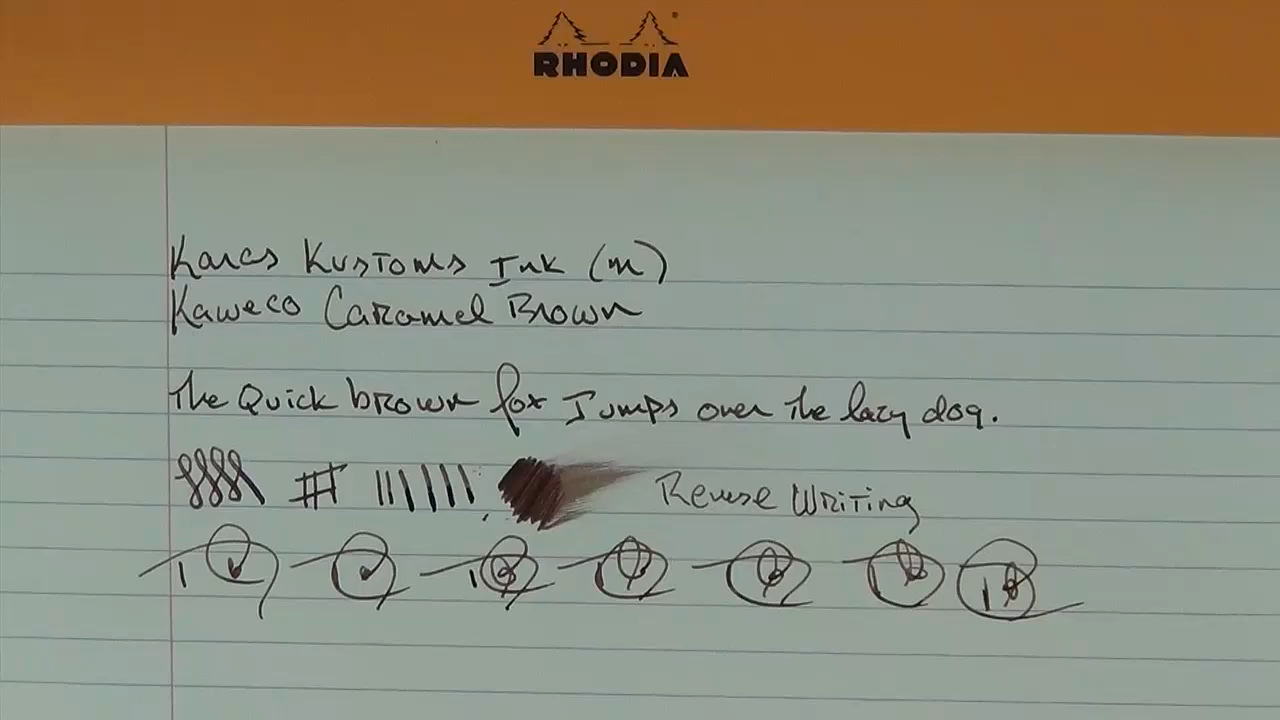 RHODIA
Karas Kustoms Ink (m)
Kaweco Caramel Brown
The Quick brown fox Jumps over the lazy dog.
Reverse Writing